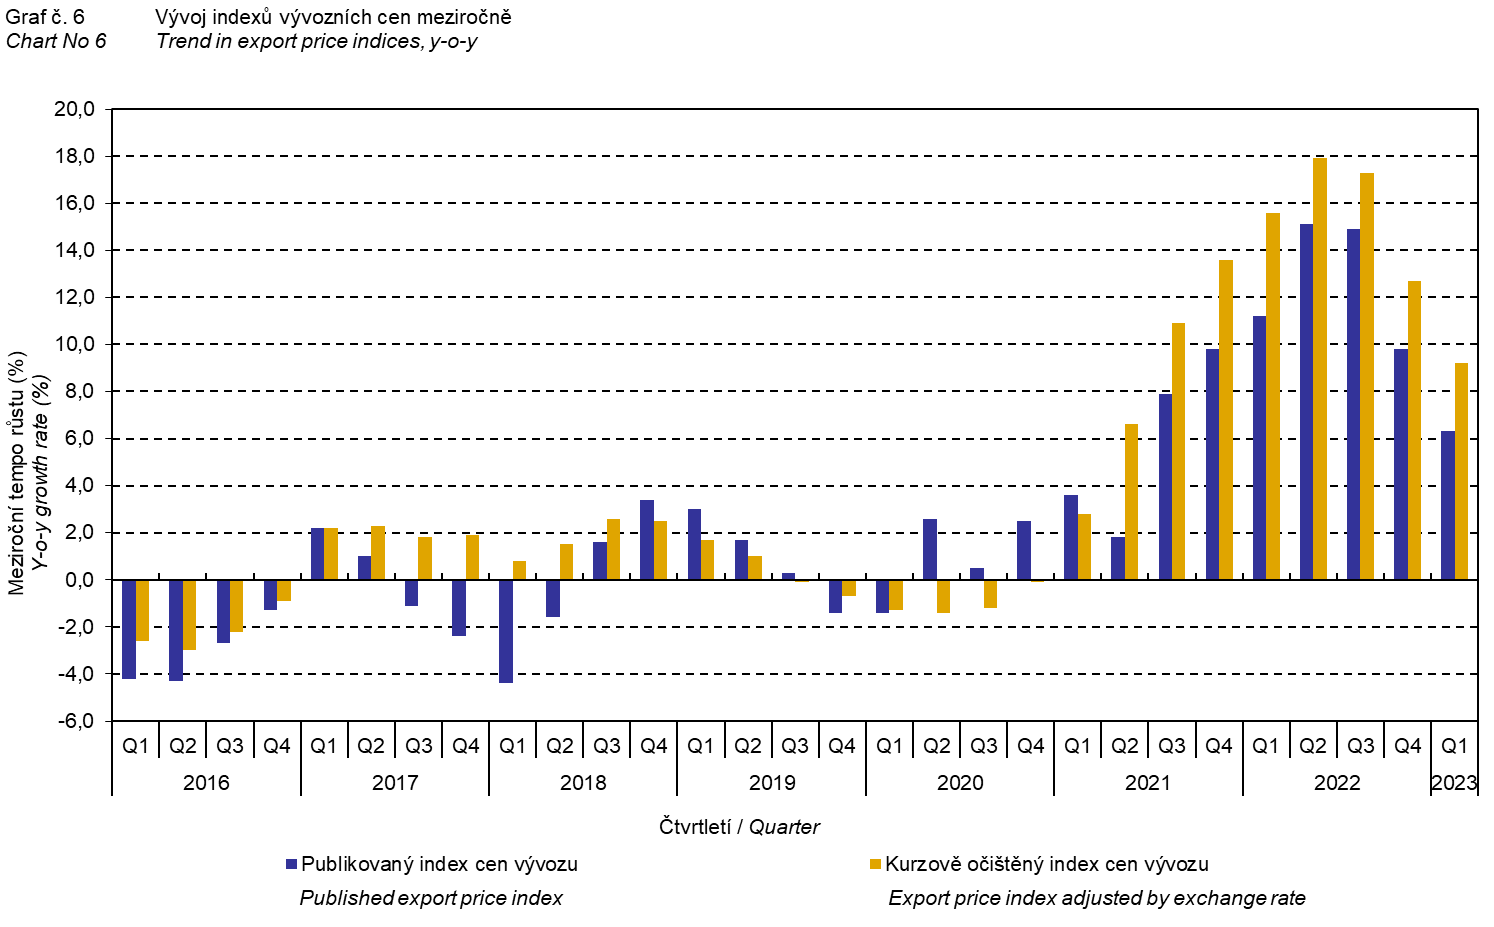 Graf č. 6 Vývoj indexů vývozních cen meziročně
Chart No 6 Trend in export price indices, y-o-y
Meziroční tempo růstu (%)
Y-o-y growth rate (%)
20,0
18,0
16,0
14,0
12,0
10,0
8,0
6,0
4,0
2,0
0,0
-2,0
-4,0
-6,0
Q1 Q2 Q3 Q4 Q1 Q2 Q3 Q4 Q1 Q2 Q3 Q4 Q1 Q2 Q3 Q4 Q1 Q2 Q3 Q4 Q1 Q2 Q3 Q4 Q1 Q2 Q3 Q4 Q1
2016 2017 2018 2019 2020 2021 2022 2023
Čtvrtletí / Quarter
Publikovaný index cen vývozu Kurzově očištěný index cen vývozu
Published export price index Export price index adjusted by exchange rate